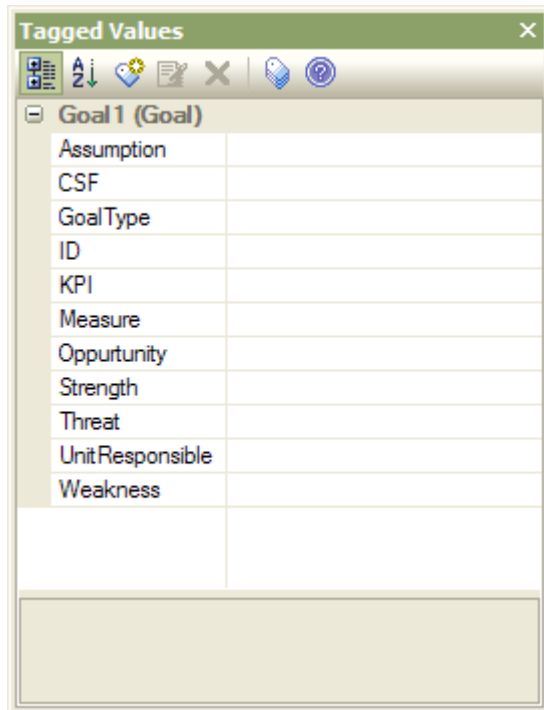 Tagged Values
Goal1 (Goal)
Assumption
CSF
GoalType
ID
KPI
Measure
Oppurtunity
Strength
Threat
UnitResponsible
Weakness